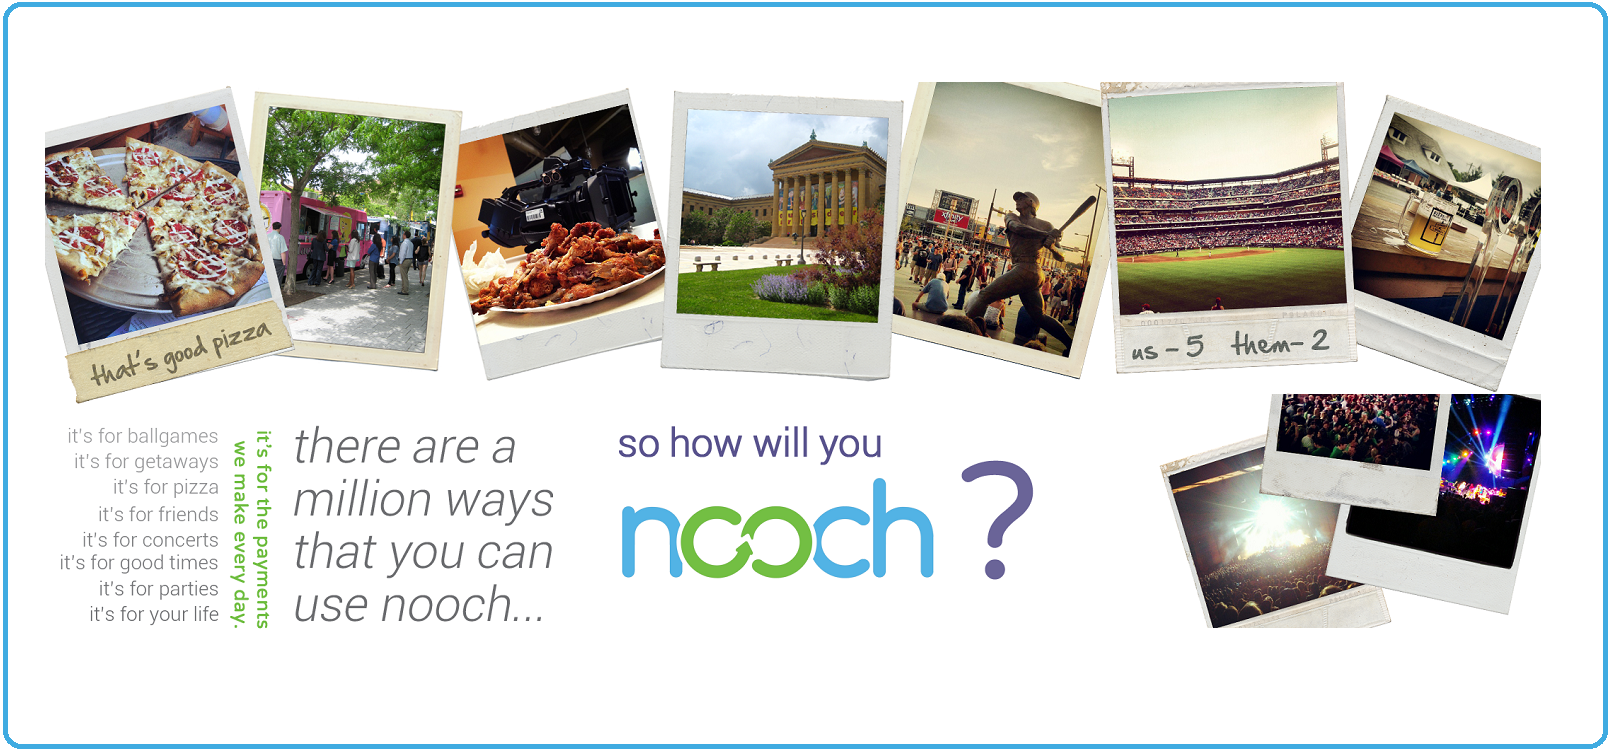 xfinity
that's good pizza
us - 5 them - 2
it's for ballgames
it's for getaways
it's for pizza
it's for friends
it's for concerts
it's for good times
it's for parties
it's for your life
it's for the payments
we make every day.
there are a
million ways
that you can
use nooch...
so how will you
nooch?